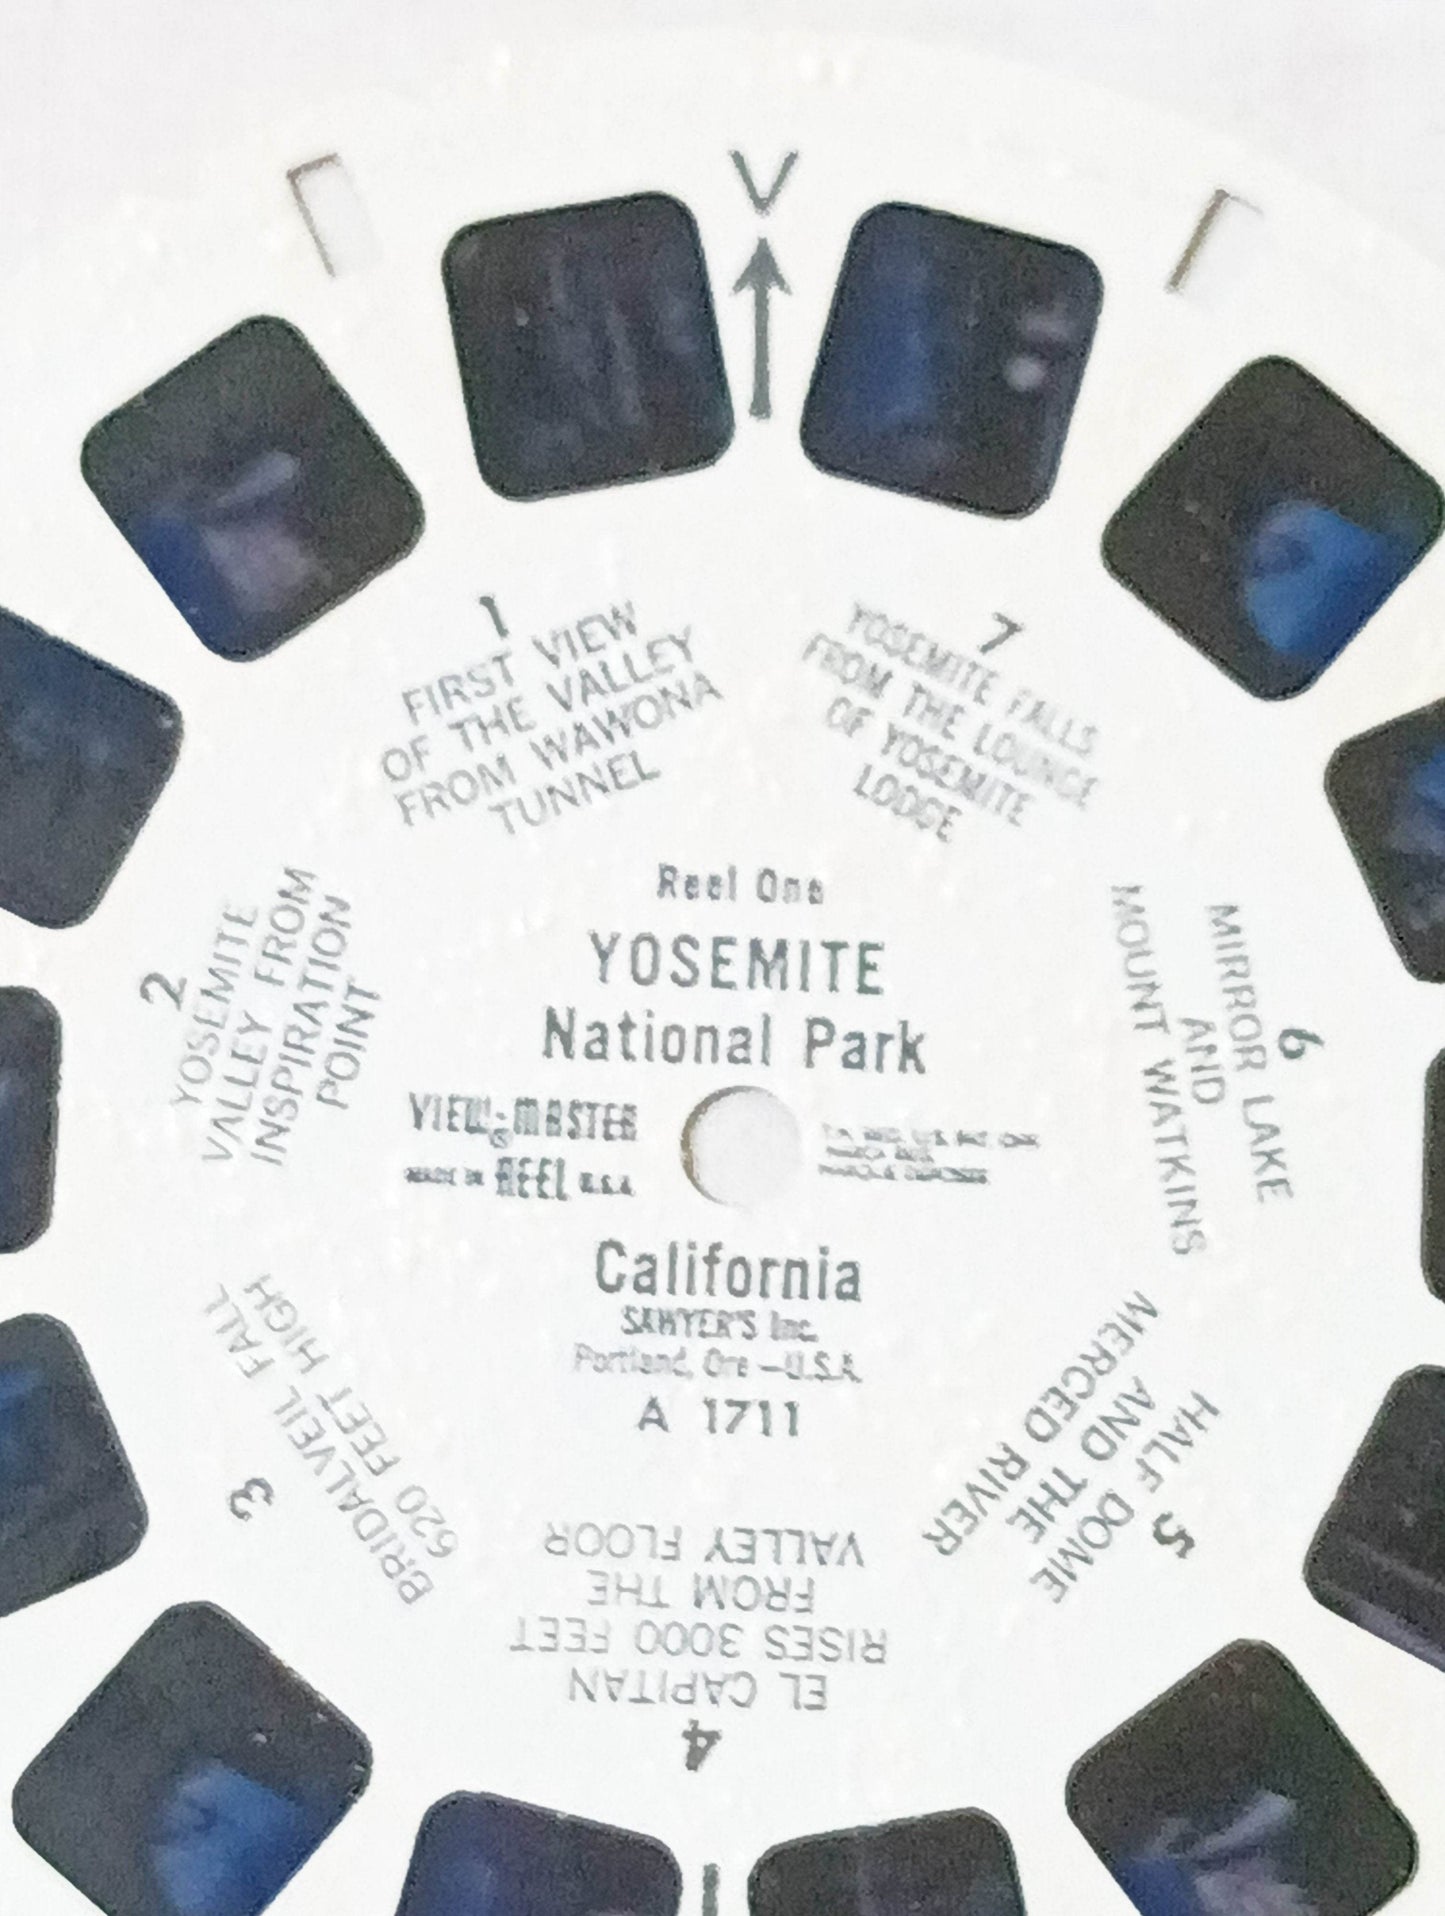 V
1
FIRST VIEW
OF THE VALLEY
FROM WAWONA
TUNNEL
7
YOSEMITE FALLS
FROM THE LOUNGE
OF YOSEMITE
LODGE
2
YOSEMITE
VALLEY FROM
INSPIRATION
POINT
Reel One
YOSEMITE
National Park
VIEW-MASTER
MADE IN REEL U.S.A.
California
SAWYER'S Inc.
Portland, Ore - U.S.A.
A 1711
6
MIRROR LAKE
AND
MOUNT WATKINS
3
BRIDALVEIL FALL
620 FEET HIGH
4
EL CAPITAN
RISES 3000 FEET
FROM THE
VALLEY FLOOR
5
HALF DOME
AND THE
MERCED RIVER